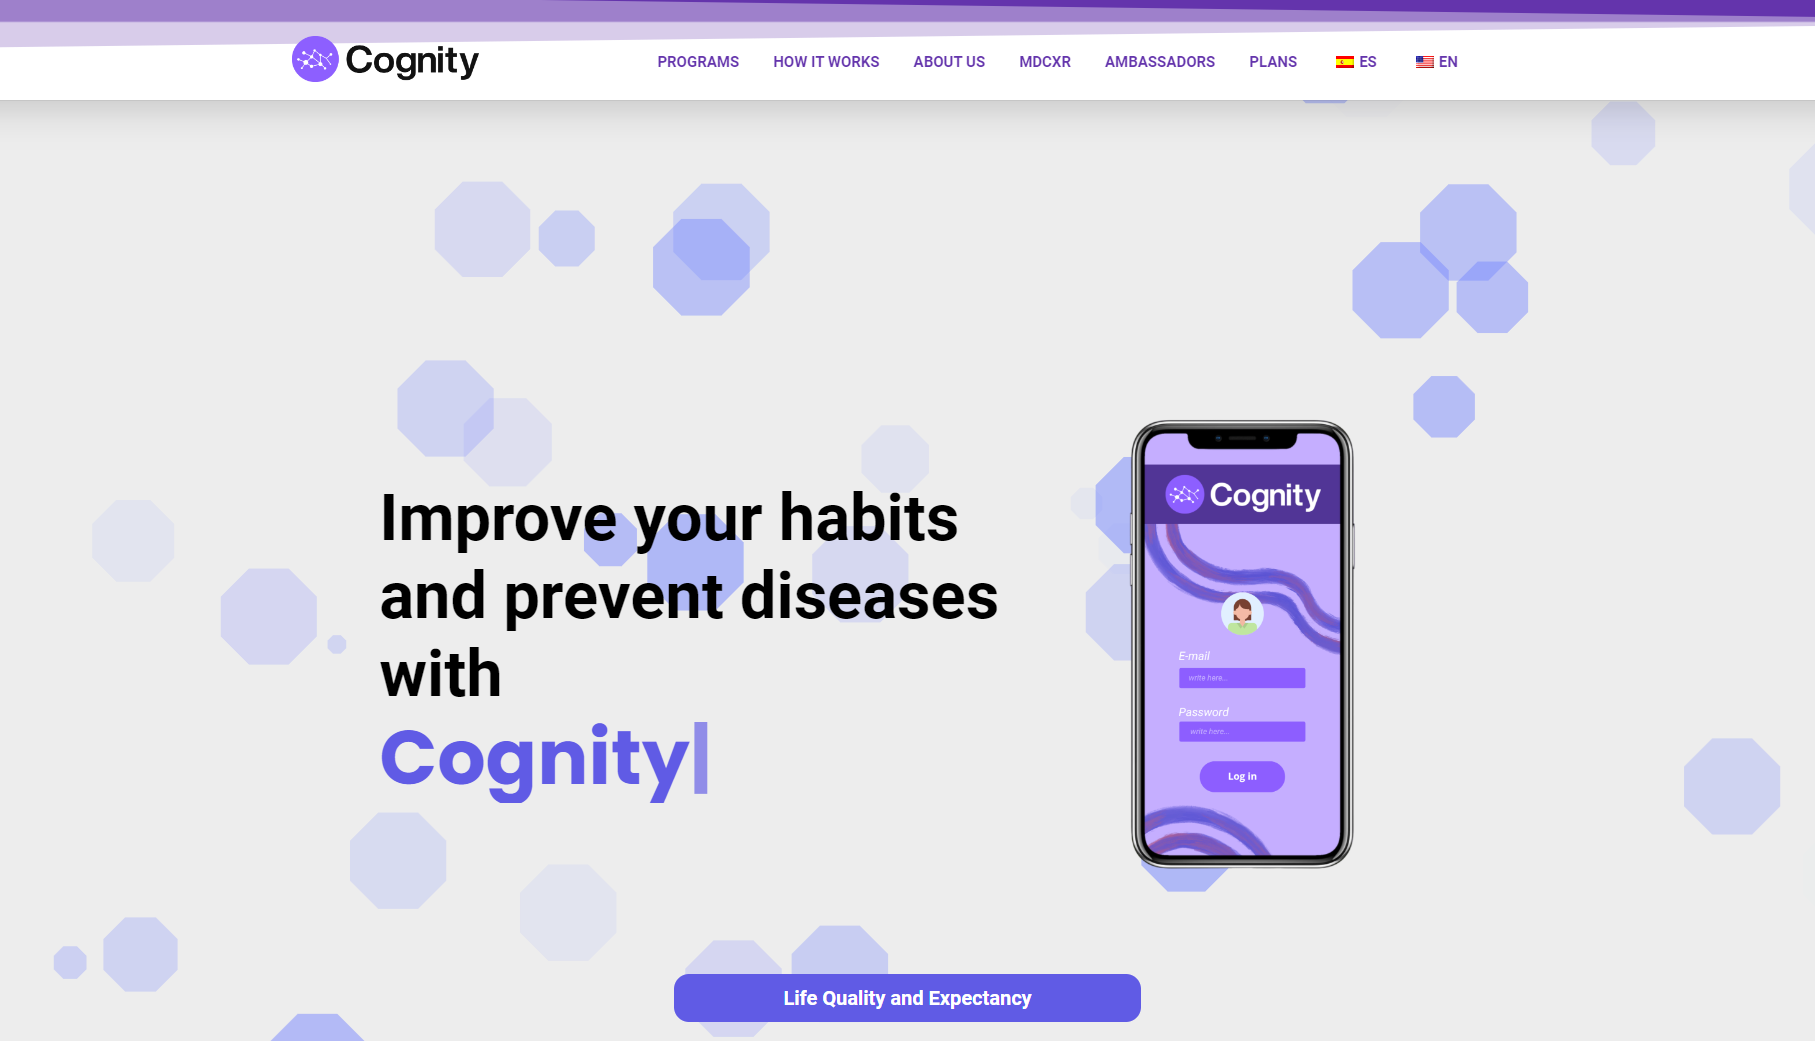 Cognity
PROGRAMS
HOW IT WORKS
ABOUT US
MDCXR
AMBASSADORS
PLANS
ES
EN
Improve your habits
and prevent diseases
with
Cognity
Cognity
E-mail
write here...
Password
write here...
Log in
Life Quality and Expectancy